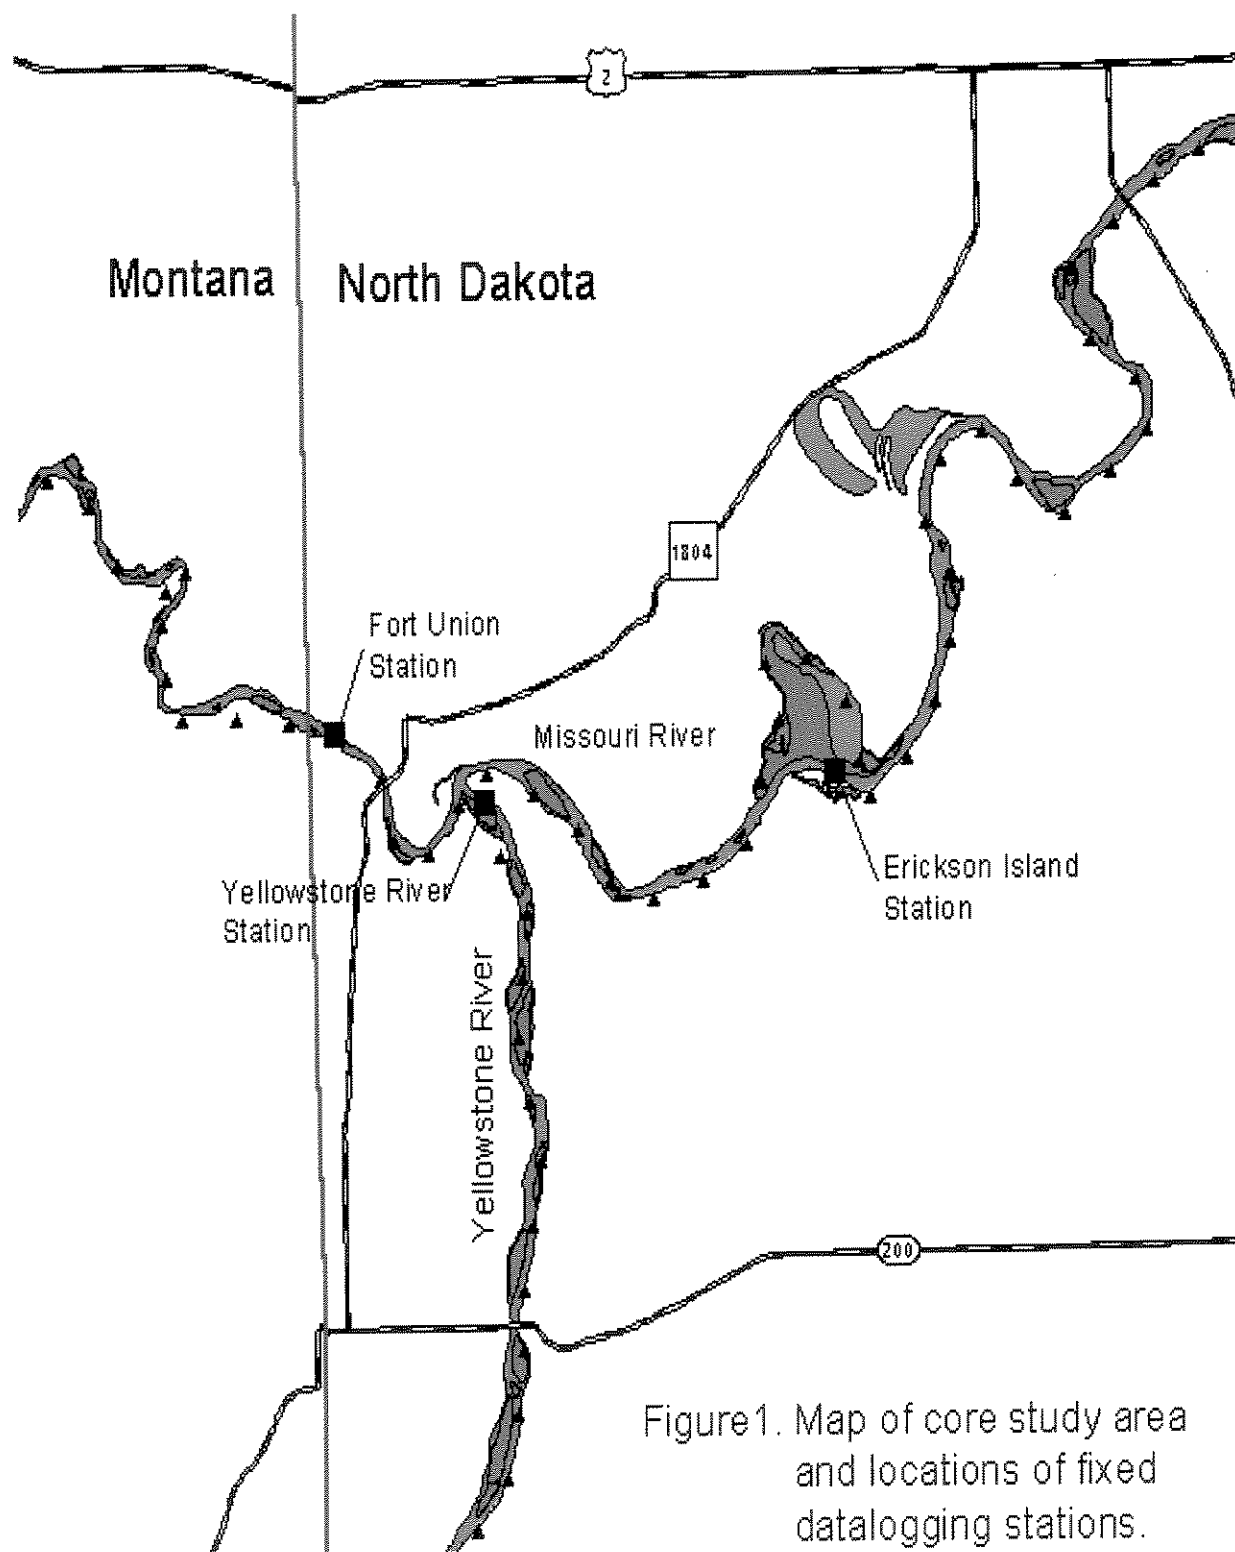 2
Montana
North Dakota
1804
Fort Union
Station
Missouri River
Yellowstone River
Station
Erickson Island
Station
Yellowstone River
200
Figure1. Map of core study area
and locations of fixed
datalogging stations.